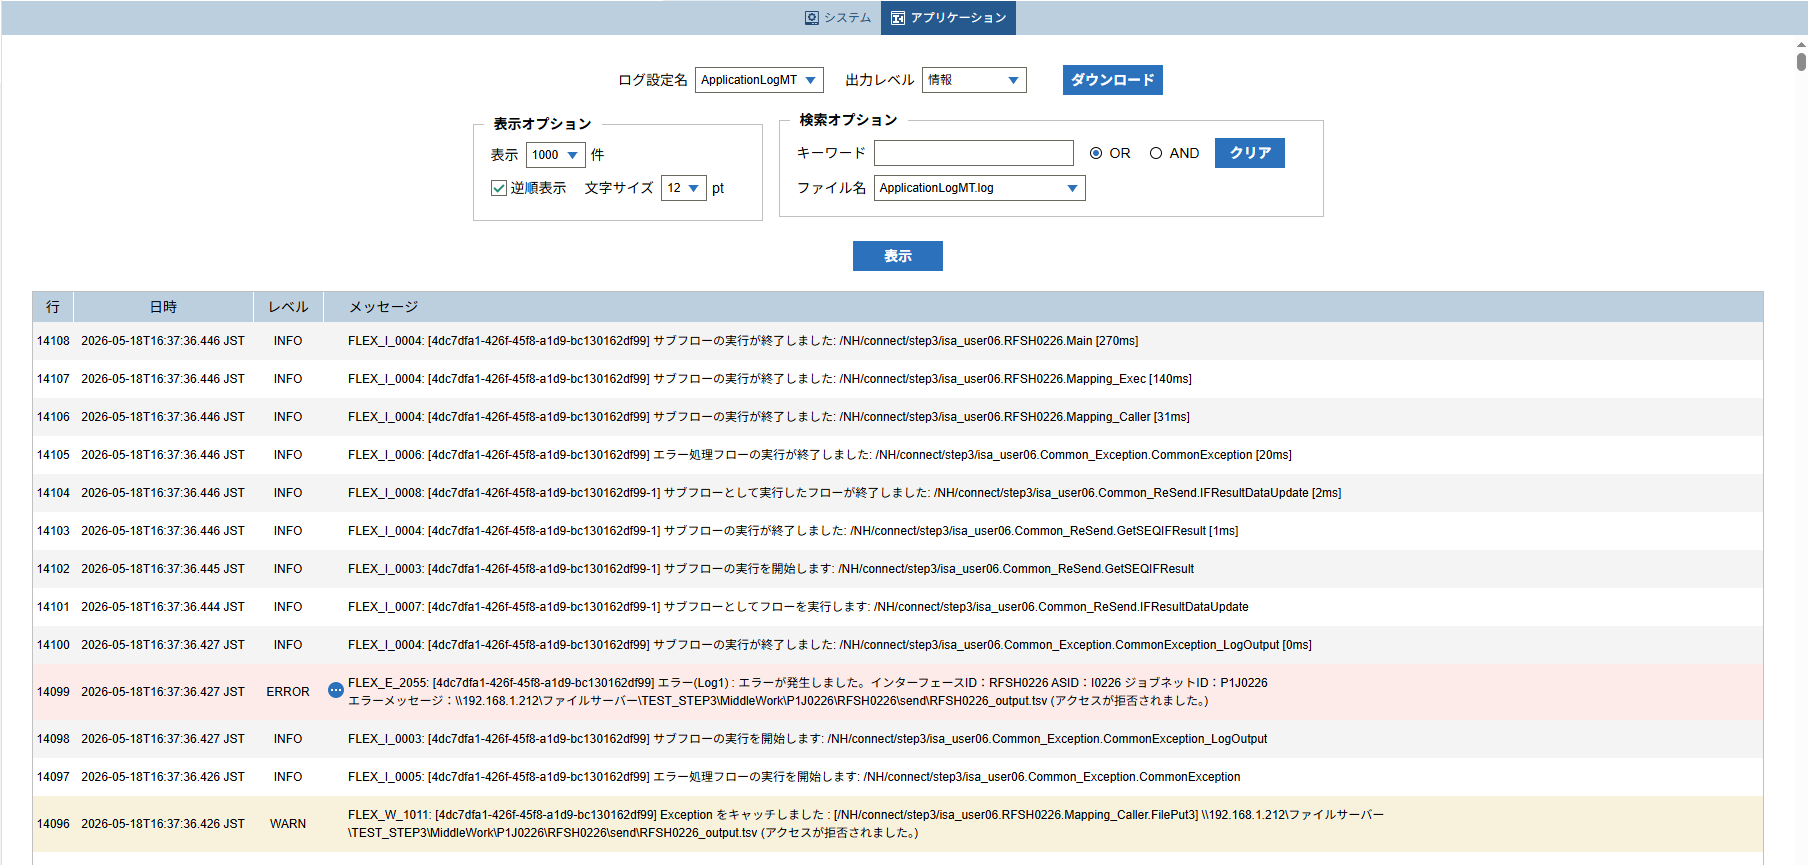 システム アプリケーション
ログ設定名 ApplicationLogMT 出力レベル 情報 ダウンロード
表示オプション
表示 1000 件
逆順表示 文字サイズ 12 pt
検索オプション
キーワード OR AND クリア
ファイル名 ApplicationLogMT.log
表示
行 日時 レベル メッセージ
14108 2026-05-18T16:37:36.446 JST INFO FLEX_I_0004: [4dc7dfa1-426f-45f8-a1d9-bc130162df99] サブフローの実行が終了しました: /NH/connect/step3/isa_user06.RFSH0226.Main [270ms]
14107 2026-05-18T16:37:36.446 JST INFO FLEX_I_0004: [4dc7dfa1-426f-45f8-a1d9-bc130162df99] サブフローの実行が終了しました: /NH/connect/step3/isa_user06.RFSH0226.Mapping_Exec [140ms]
14106 2026-05-18T16:37:36.446 JST INFO FLEX_I_0004: [4dc7dfa1-426f-45f8-a1d9-bc130162df99] サブフローの実行が終了しました: /NH/connect/step3/isa_user06.RFSH0226.Mapping_Caller [31ms]
14105 2026-05-18T16:37:36.446 JST INFO FLEX_I_0006: [4dc7dfa1-426f-45f8-a1d9-bc130162df99] エラー処理フローの実行が終了しました: /NH/connect/step3/isa_user06.Common_Exception.CommonException [20ms]
14104 2026-05-18T16:37:36.446 JST INFO FLEX_I_0008: [4dc7dfa1-426f-45f8-a1d9-bc130162df99-1] サブフローとして実行したフローが終了しました: /NH/connect/step3/isa_user06.Common_ReSend.IFResultDataUpdate [2ms]
14103 2026-05-18T16:37:36.446 JST INFO FLEX_I_0004: [4dc7dfa1-426f-45f8-a1d9-bc130162df99-1] サブフローの実行が終了しました: /NH/connect/step3/isa_user06.Common_ReSend.GetSEQIFResult [1ms]
14102 2026-05-18T16:37:36.445 JST INFO FLEX_I_0003: [4dc7dfa1-426f-45f8-a1d9-bc130162df99-1] サブフローの実行を開始します: /NH/connect/step3/isa_user06.Common_ReSend.GetSEQIFResult
14101 2026-05-18T16:37:36.444 JST INFO FLEX_I_0007: [4dc7dfa1-426f-45f8-a1d9-bc130162df99-1] サブフローとしてフローを実行します: /NH/connect/step3/isa_user06.Common_ReSend.IFResultDataUpdate
14100 2026-05-18T16:37:36.427 JST INFO FLEX_I_0004: [4dc7dfa1-426f-45f8-a1d9-bc130162df99] サブフローの実行が終了しました: /NH/connect/step3/isa_user06.Common_Exception.CommonException_LogOutput [0ms]
14099 2026-05-18T16:37:36.427 JST ERROR FLEX_E_2055: [4dc7dfa1-426f-45f8-a1d9-bc130162df99] エラー(Log1) : エラーが発生しました。インターフェースID：RFSH0226 ASID：I0226 ジョブネットID：P1J0226
エラーメッセージ：\\192.168.1.212\ファイルサーバー\TEST_STEP3\MiddleWork\P1J0226\RFSH0226\send\RFSH0226_output.tsv (アクセスが拒否されました。)
14098 2026-05-18T16:37:36.427 JST INFO FLEX_I_0003: [4dc7dfa1-426f-45f8-a1d9-bc130162df99] サブフローの実行を開始します: /NH/connect/step3/isa_user06.Common_Exception.CommonException_LogOutput
14097 2026-05-18T16:37:36.426 JST INFO FLEX_I_0005: [4dc7dfa1-426f-45f8-a1d9-bc130162df99] エラー処理フローの実行を開始します: /NH/connect/step3/isa_user06.Common_Exception.CommonException
14096 2026-05-18T16:37:36.426 JST WARN FLEX_W_1011: [4dc7dfa1-426f-45f8-a1d9-bc130162df99] Exception をキャッチしました : [/NH/connect/step3/isa_user06.RFSH0226.Mapping_Caller.FilePut3] \\192.168.1.212\ファイルサーバー
\TEST_STEP3\MiddleWork\P1J0226\RFSH0226\send\RFSH0226_output.tsv (アクセスが拒否されました。)